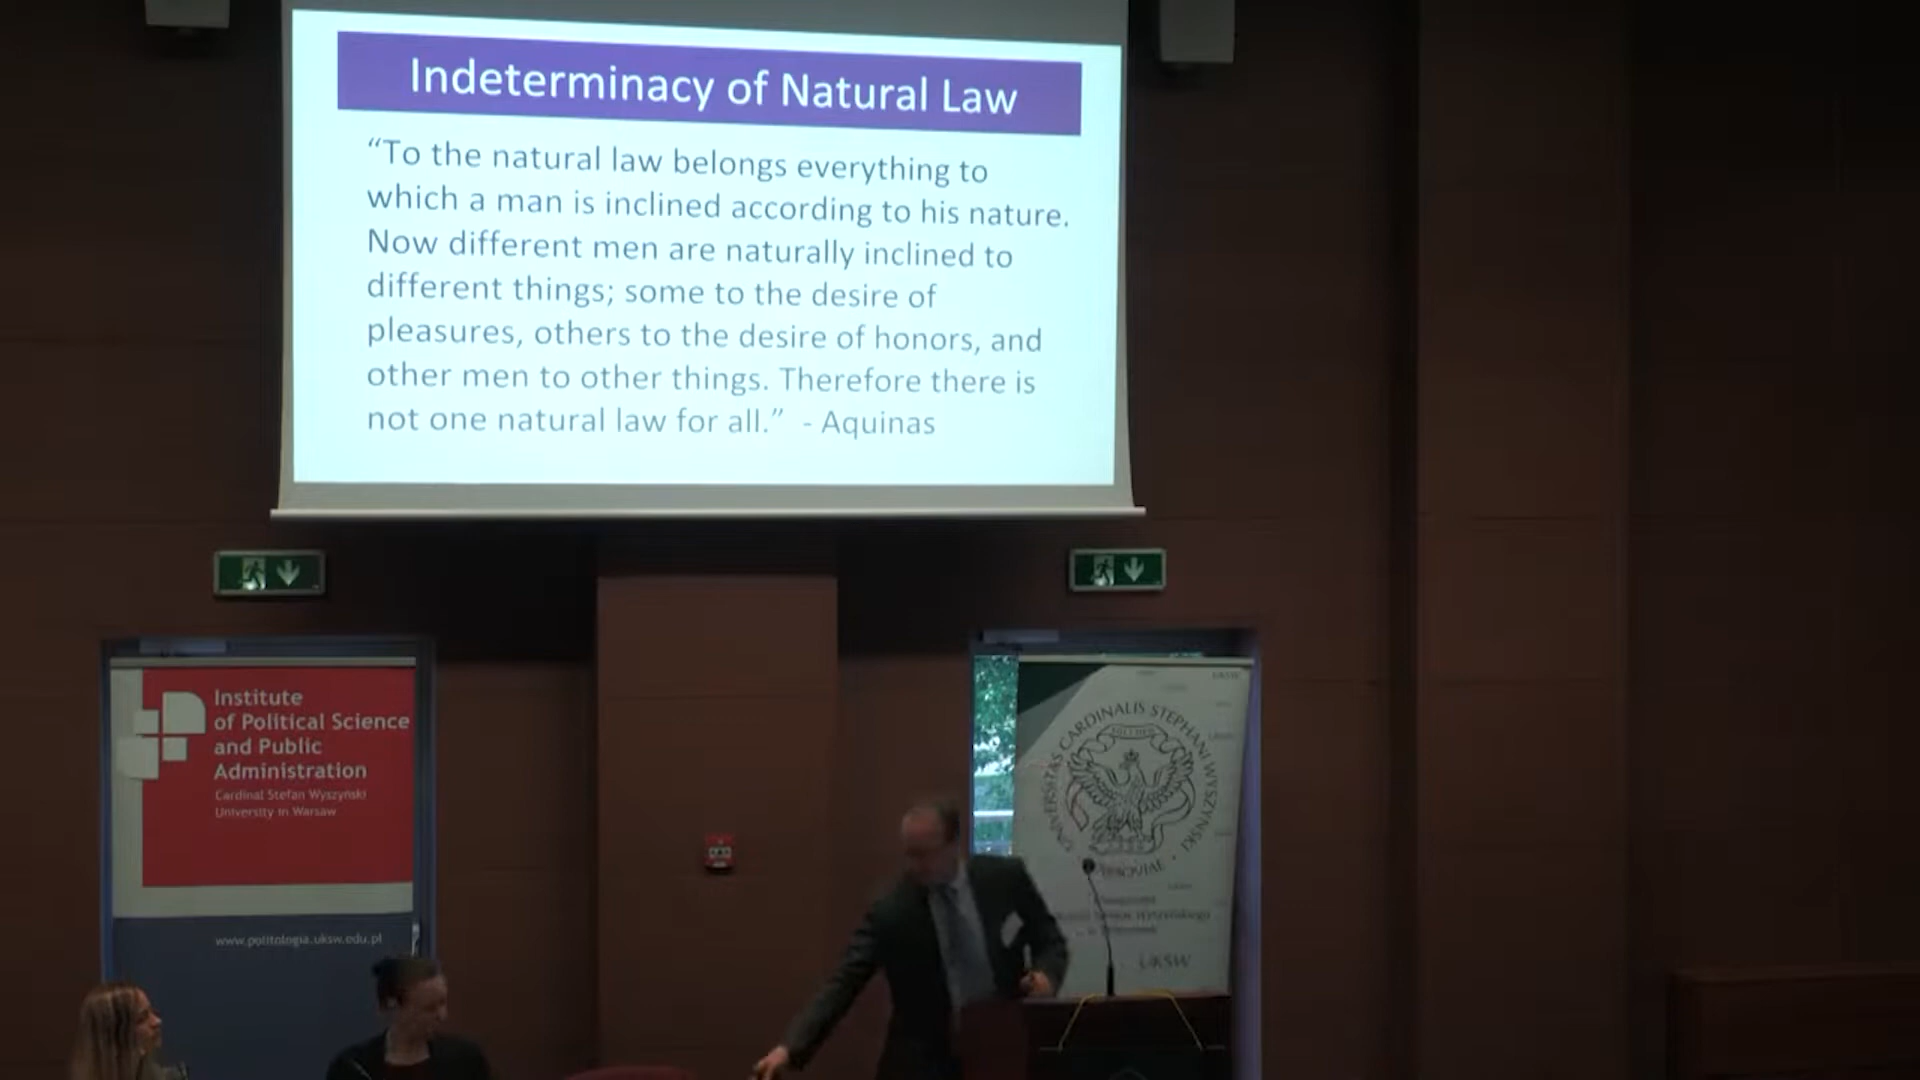 Indeterminacy of Natural Law
“To the natural law belongs everything to
which a man is inclined according to his nature.
Now different men are naturally inclined to
different things; some to the desire of
pleasures, others to the desire of honors, and
other men to other things. Therefore there is
not one natural law for all.” - Aquinas
Institute
of Political Science
and Public
Administration
Cardinal Stefan Wyszyński
University in Warsaw
www.politologia.uksw.edu.pl
UKSW
UNIVERSITAS CARDINALIS STEPHANI WYSZYŃSKI
UKSW